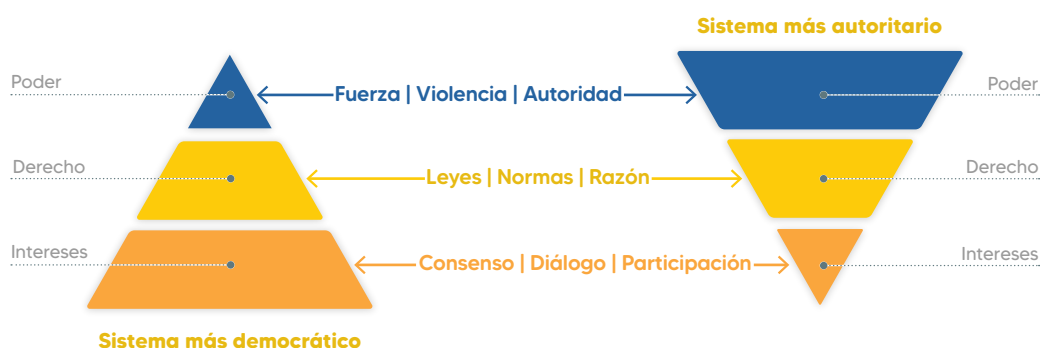 Sistema más autoritario
Poder
Fuerza | Violencia | Autoridad
Poder
Derecho
Leyes | Normas | Razón
Derecho
Intereses
Consenso | Diálogo | Participación
Intereses
Sistema más democrático